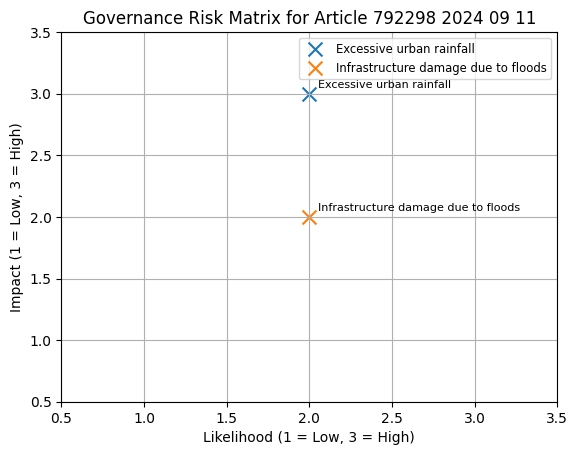 Governance Risk Matrix for Article 792298 2024 09 11
3.5
Excessive urban rainfall
Infrastructure damage due to floods
Excessive urban rainfall
3.0
2.5
Infrastructure damage due to floods
2.0
1.5
1.0
0.5
Impact (1 = Low, 3 = High)
0.5 1.0 1.5 2.0 2.5 3.0 3.5
Likelihood (1 = Low, 3 = High)